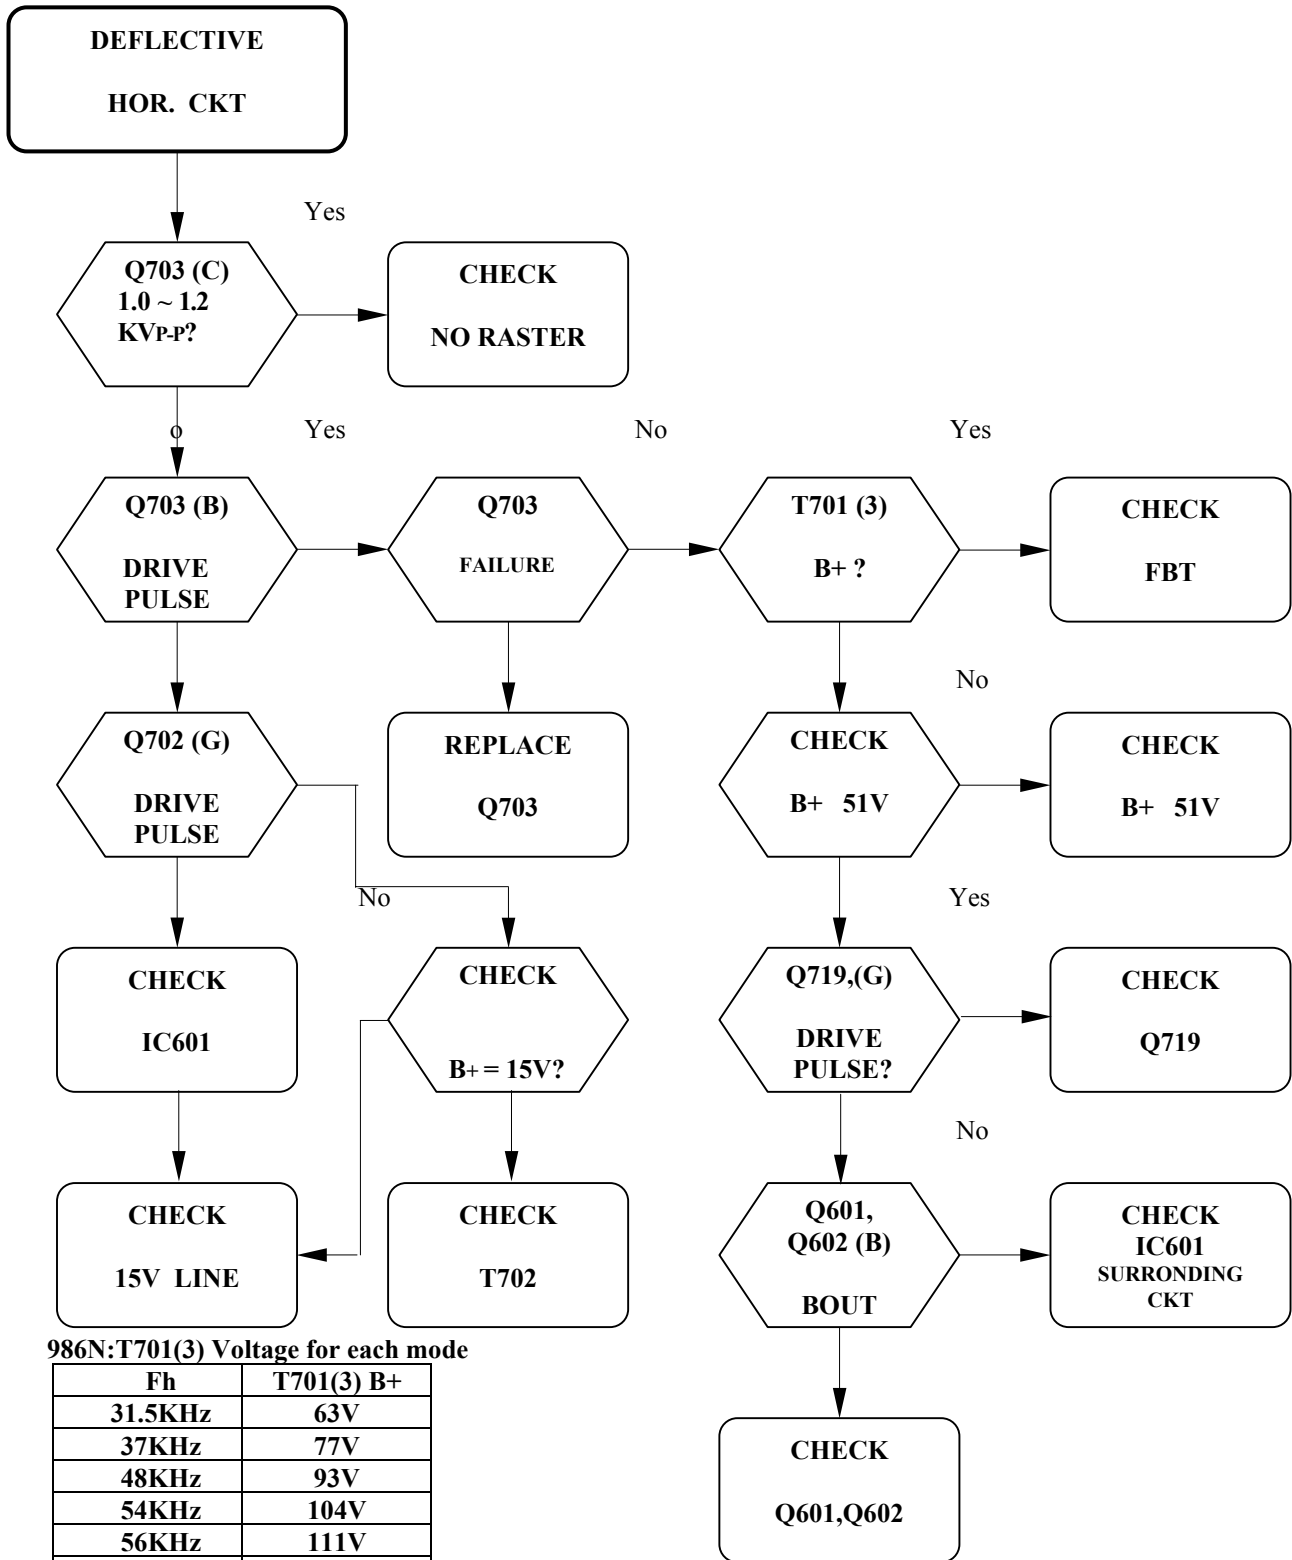 DEFLECTIVE
HOR. CKT
Yes
Q703 (C)
1.0 ~ 1.2
KVP-P?
CHECK
NO RASTER
o
Yes
No
Yes
Q703 (B)
DRIVE
PULSE
Q703
FAILURE
T701 (3)
B+ ?
CHECK
FBT
No
Q702 (G)
DRIVE
PULSE
REPLACE
Q703
CHECK
B+ 51V
CHECK
B+ 51V
No
Yes
CHECK
IC601
CHECK
B+ = 15V?
Q719,(G)
DRIVE
PULSE?
CHECK
Q719
No
CHECK
15V LINE
CHECK
T702
Q601,
Q602 (B)
BOUT
CHECK
IC601
SURRONDING
CKT
986N:T701(3) Voltage for each mode
Fh T701(3) B+
31.5KHz 63V
37KHz 77V
48KHz 93V
54KHz 104V
56KHz 111V
CHECK
Q601,Q602